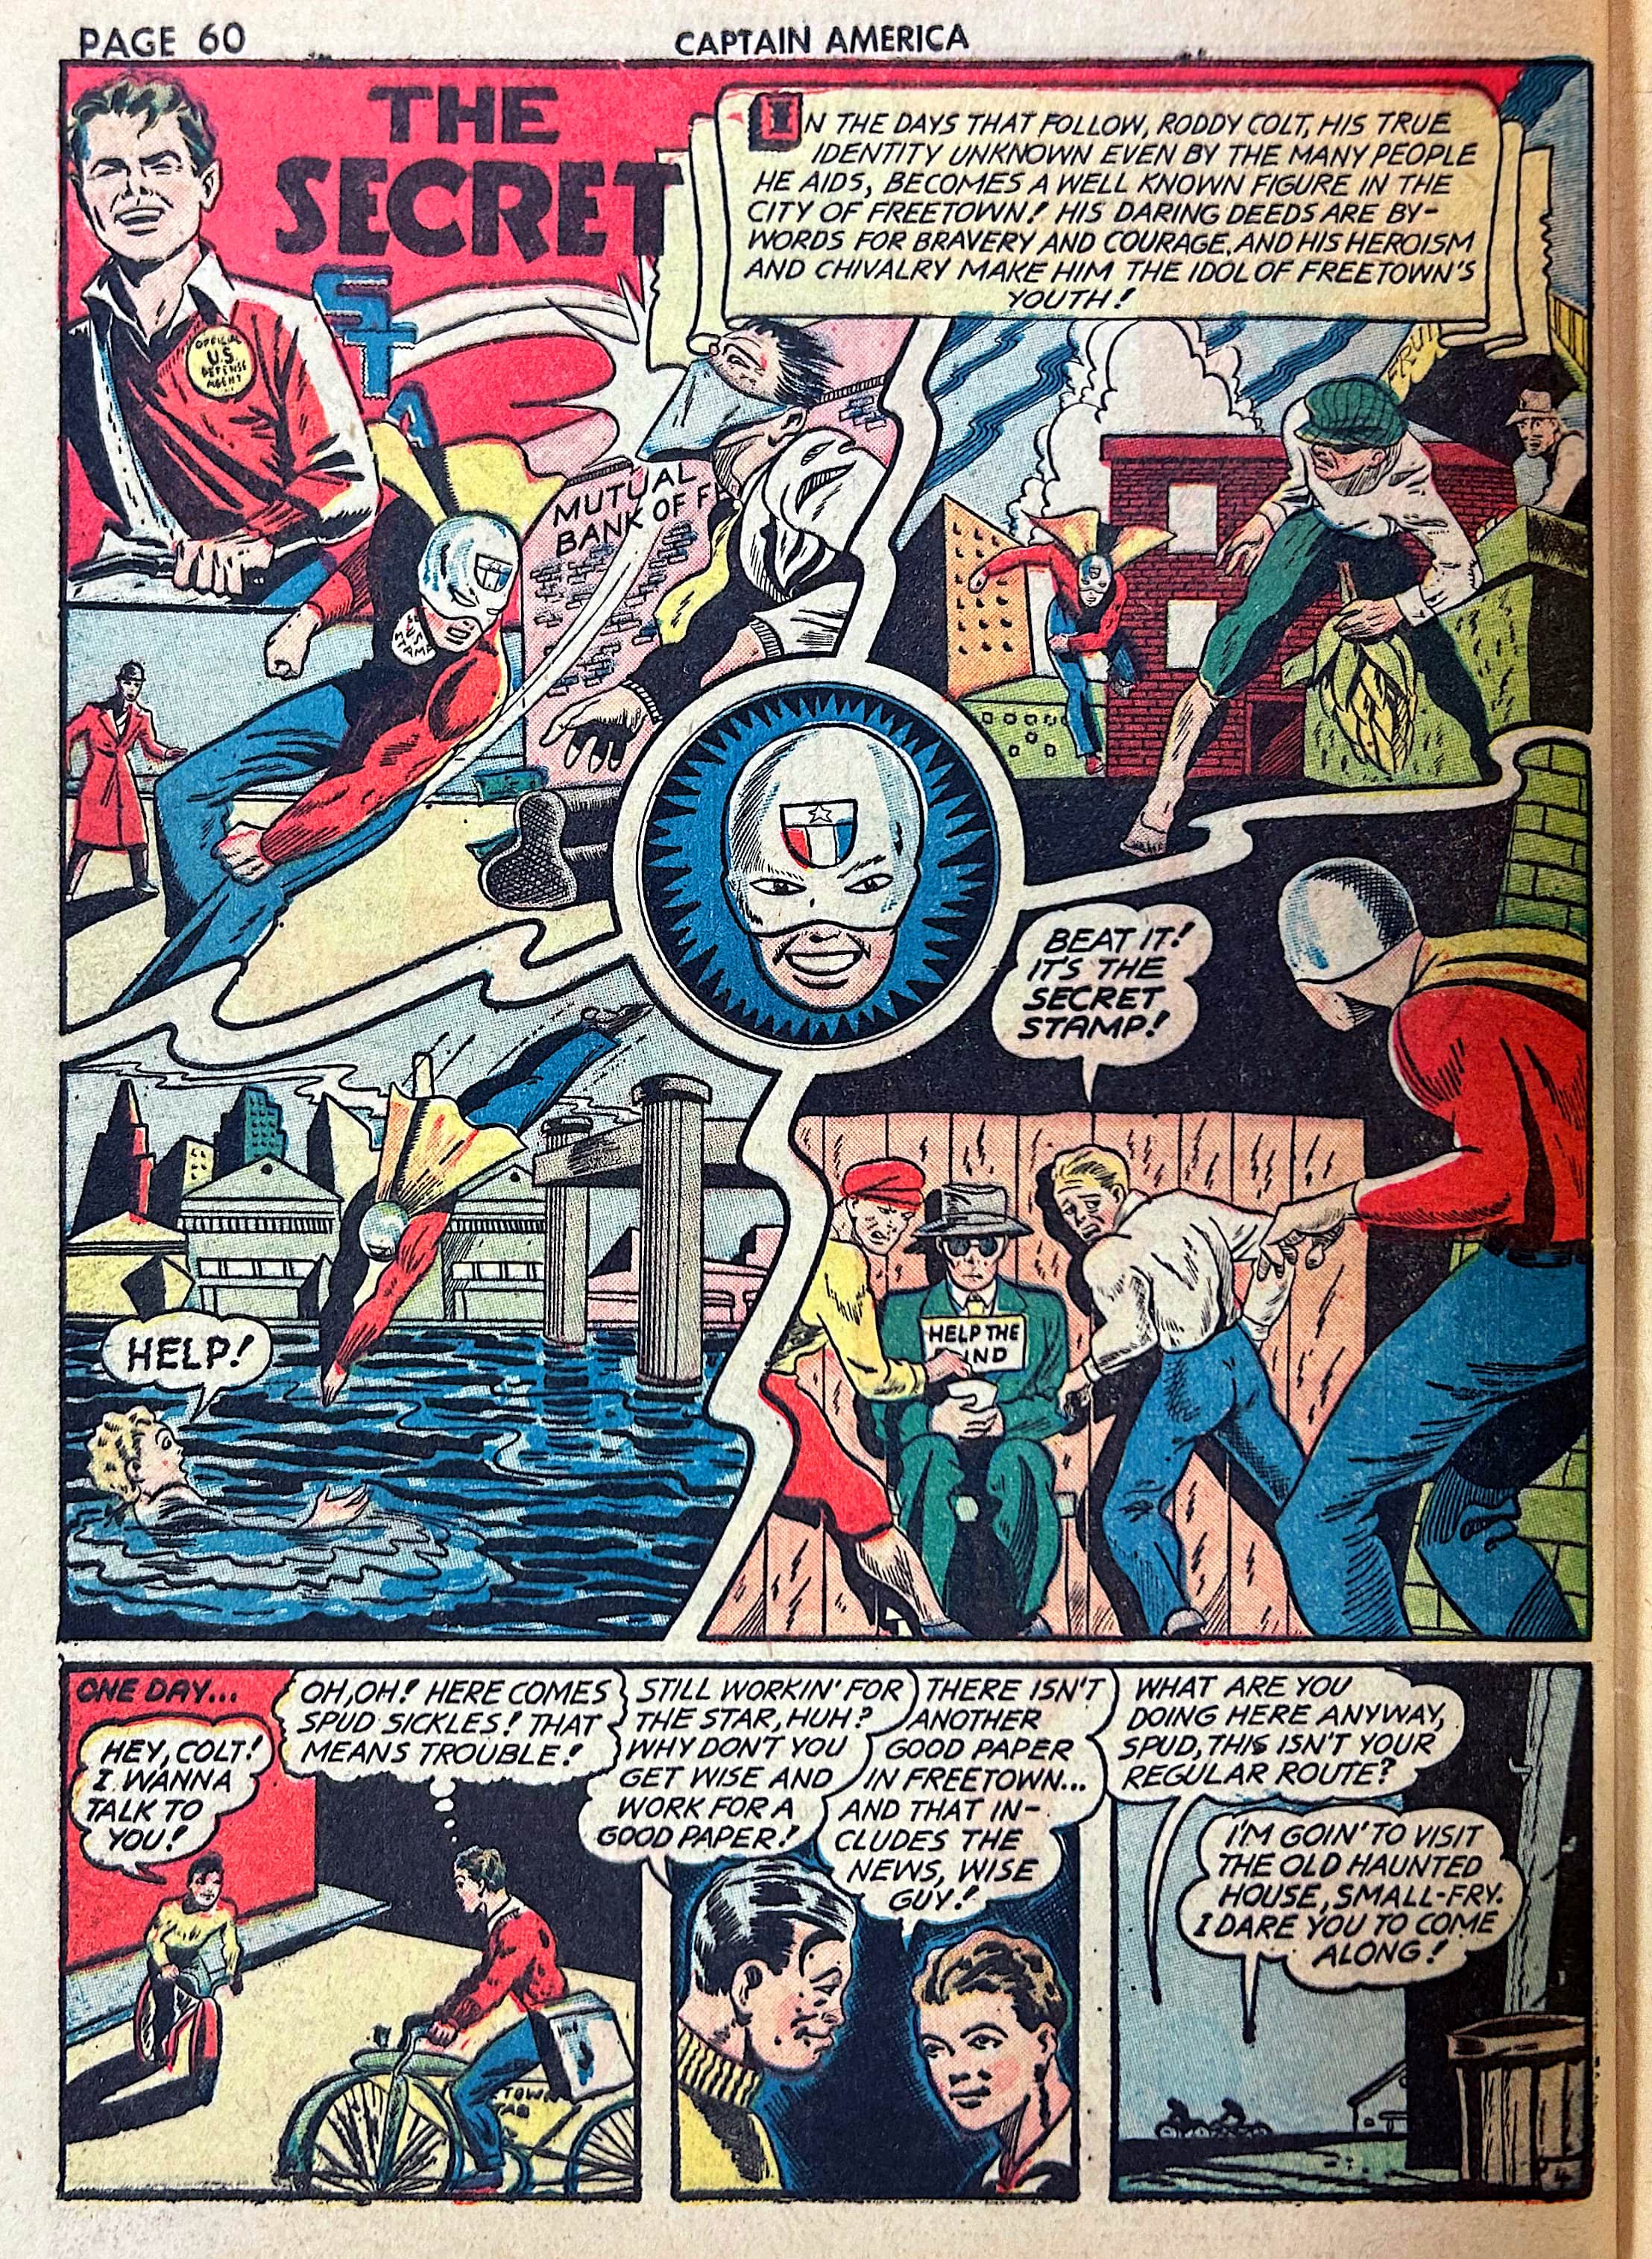 PAGE 60
CAPTAIN AMERICA
THE
SECRET
STA
IN THE DAYS THAT FOLLOW, RODDY COLT, HIS TRUE
IDENTITY UNKNOWN EVEN BY THE MANY PEOPLE
HE AIDS, BECOMES A WELL KNOWN FIGURE IN THE
CITY OF FREETOWN! HIS DARING DEEDS ARE BY-
WORDS FOR BRAVERY AND COURAGE, AND HIS HEROISM
AND CHIVALRY MAKE HIM THE IDOL OF FREETOWN'S
YOUTH!
OFFICIAL
U.S.
DEFENSE
AGENT
MUTUAL
BANK OF F
FRUI
U.S.
STAMP
BEAT IT!
IT'S THE
SECRET
STAMP!
HELP!
HELP THE
IND
ONE DAY...
HEY, COLT!
I WANNA
TALK TO
YOU!
OH, OH! HERE COMES
SPUD SICKLES! THAT
MEANS TROUBLE!
STILL WORKIN' FOR
THE STAR, HUH?
WHY DON'T YOU
GET WISE AND
WORK FOR A
GOOD PAPER!
THERE ISN'T
ANOTHER
GOOD PAPER
IN FREETOWN...
AND THAT IN-
CLUDES THE
NEWS, WISE
GUY!
WHAT ARE YOU
DOING HERE ANYWAY,
SPUD, THIS ISN'T YOUR
REGULAR ROUTE?
I'M GOIN' TO VISIT
THE OLD HAUNTED
HOUSE, SMALL-FRY.
I DARE YOU TO COME
ALONG!
ETOWN
TAR
4